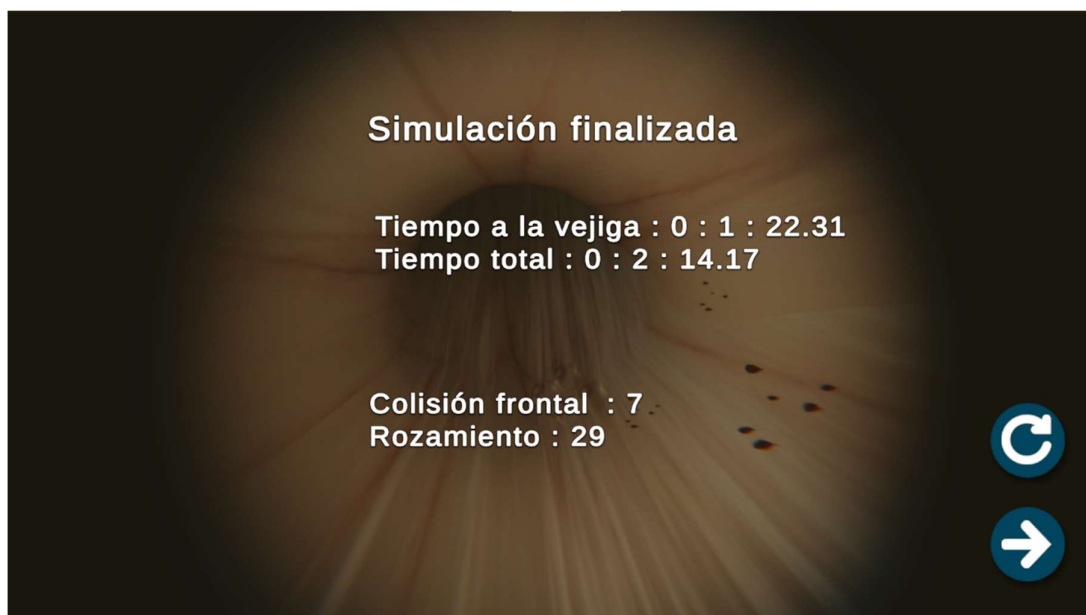 Simulación finalizada
Tiempo a la vejiga : 0 : 1 : 22.31
Tiempo total : 0 : 2 : 14.17
Colisión frontal : 7
Rozamiento : 29